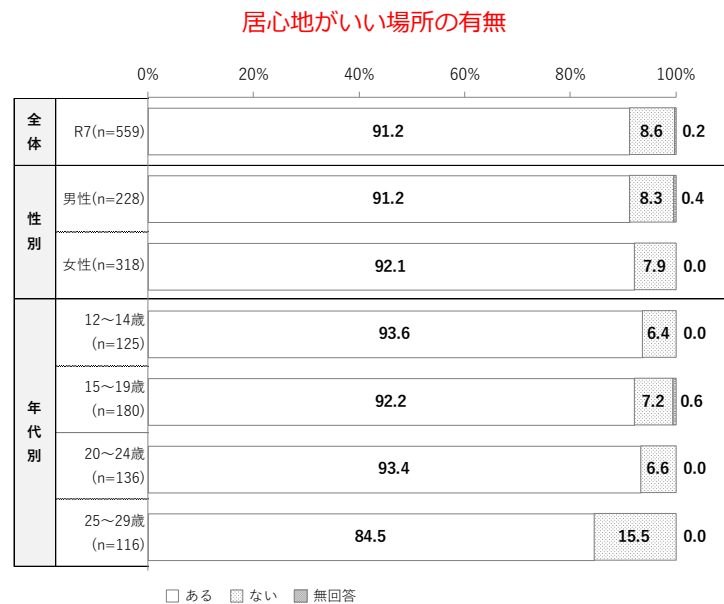 居心地がいい場所の有無
0% 20% 40% 60% 80% 100%
全体
R7(n=559) 91.2 8.6 0.2
性別
男性(n=228) 91.2 8.3 0.4
女性(n=318) 92.1 7.9 0.0
年代別
12～14歳
(n=125) 93.6 6.4 0.0
15～19歳
(n=180) 92.2 7.2 0.6
20～24歳
(n=136) 93.4 6.6 0.0
25～29歳
(n=116) 84.5 15.5 0.0
ある ない 無回答